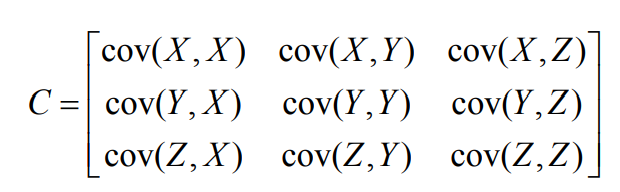 cov(X,X) cov(X,Y) cov(X,Z)
C = cov(Y,X) cov(Y,Y) cov(Y,Z)
cov(Z,X) cov(Z,Y) cov(Z,Z)